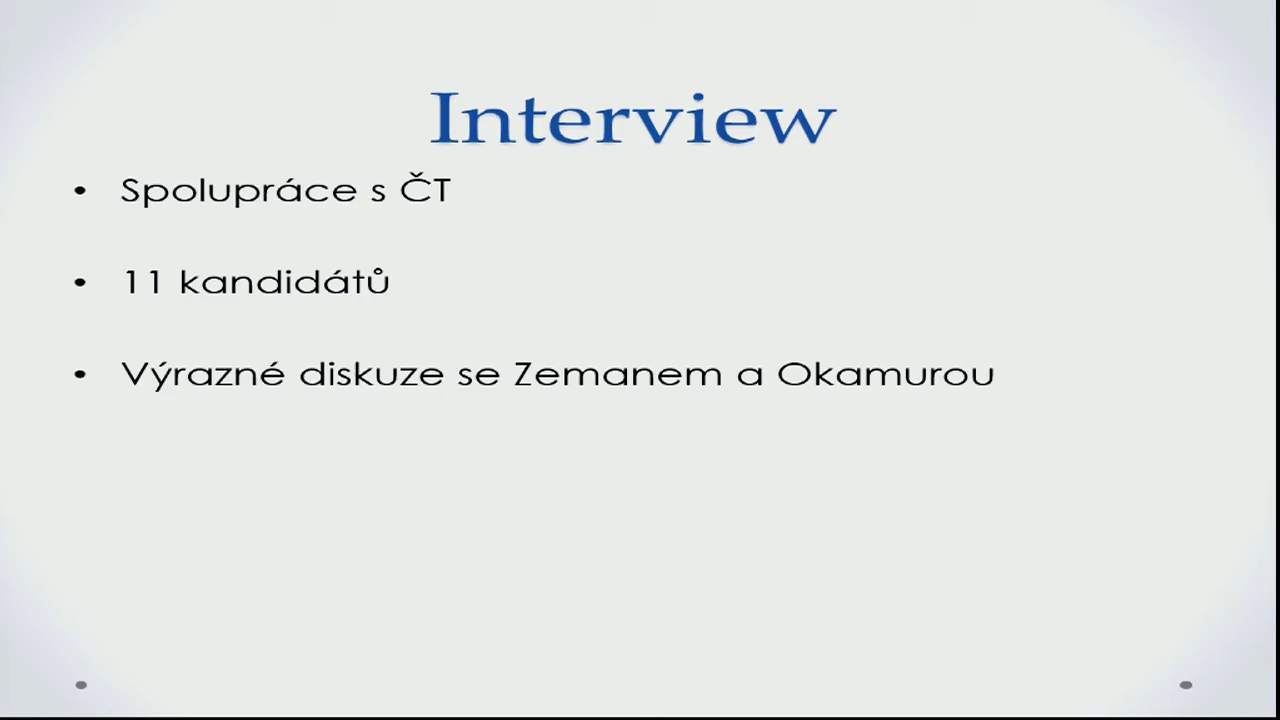 Interview
• Spolupráce s ČT
• 11 kandidátů
• Výrazné diskuze se Zemanem a Okamurou